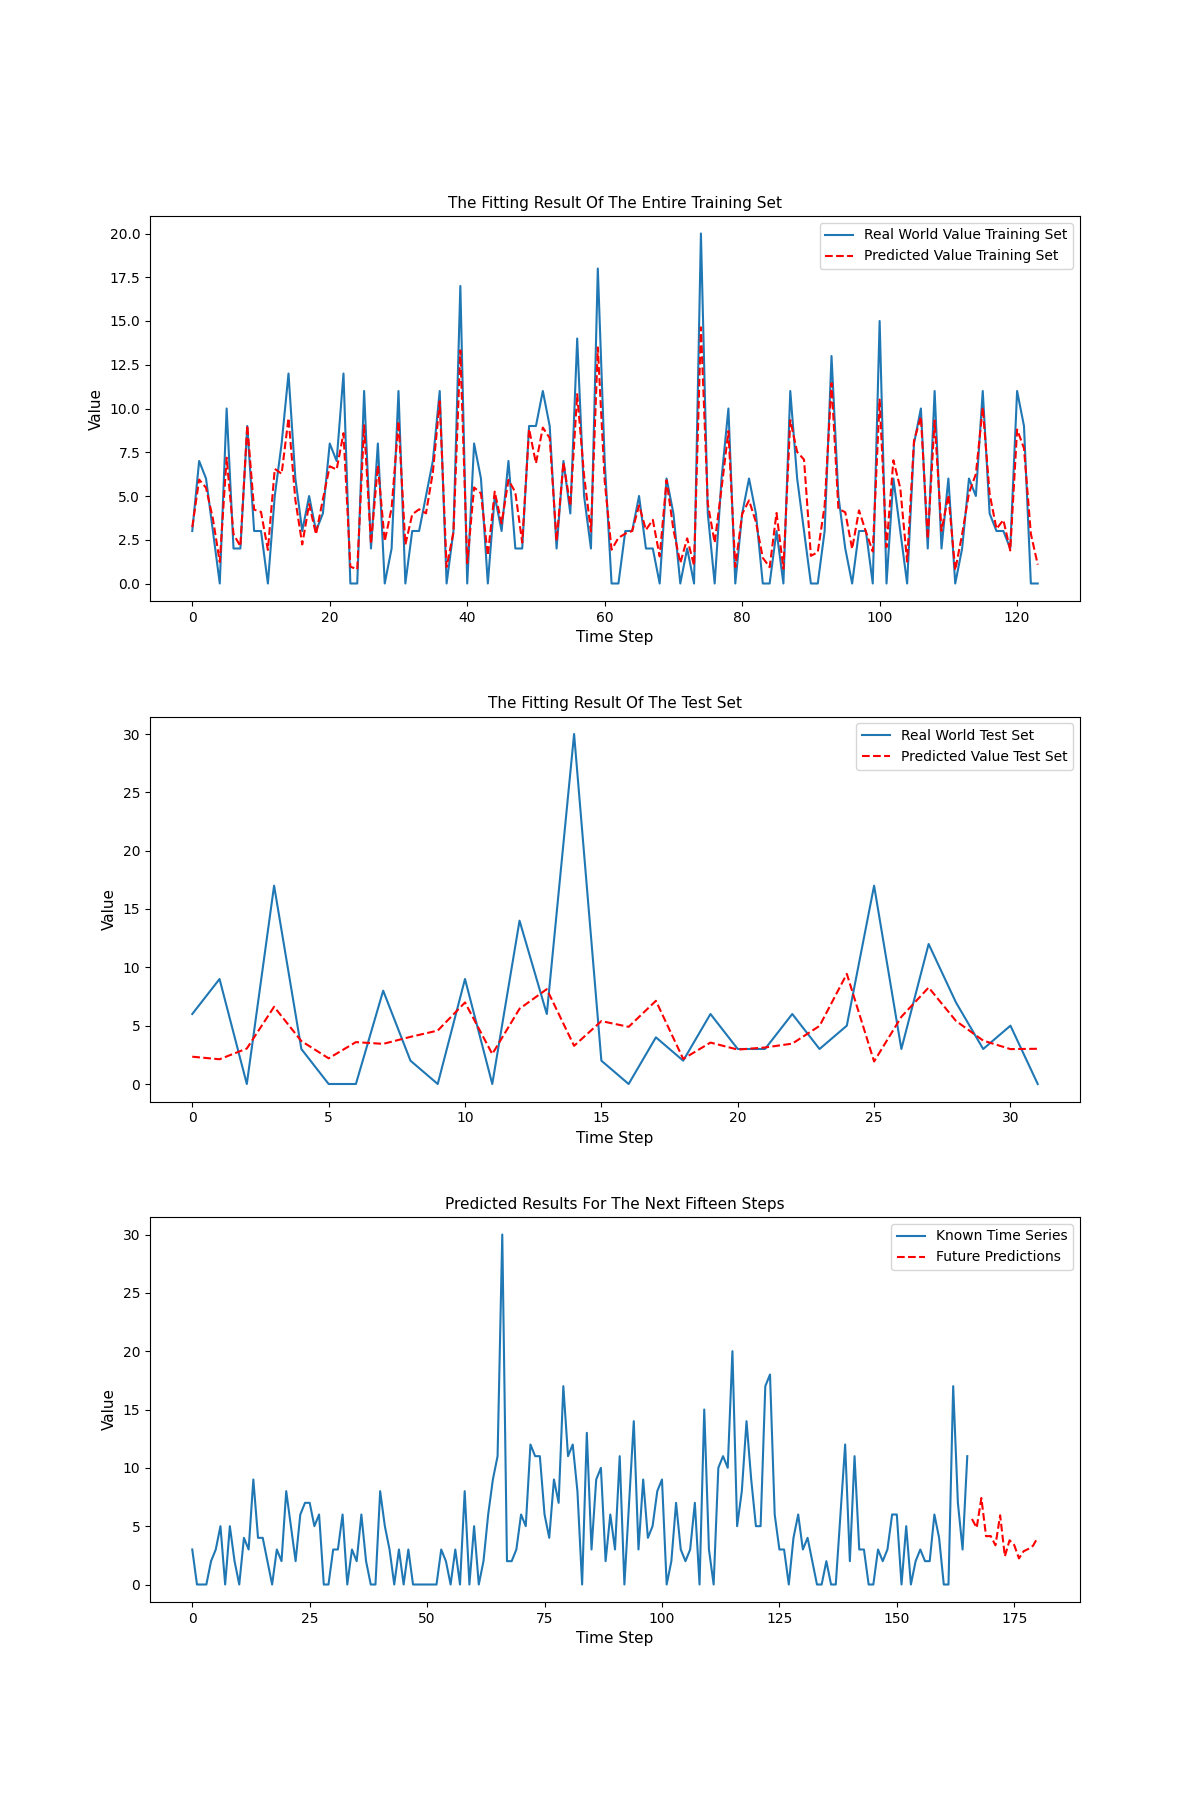 The Fitting Result Of The Entire Training Set
Real World Value Training Set
Predicted Value Training Set
20.0
17.5
15.0
12.5
10.0
7.5
5.0
2.5
0.0
Value
0 20 40 60 80 100 120
Time Step
The Fitting Result Of The Test Set
Real World Test Set
Predicted Value Test Set
30
25
20
15
10
5
0
Value
0 5 10 15 20 25 30
Time Step
Predicted Results For The Next Fifteen Steps
Known Time Series
Future Predictions
30
25
20
15
10
5
0
Value
0 25 50 75 100 125 150 175
Time Step